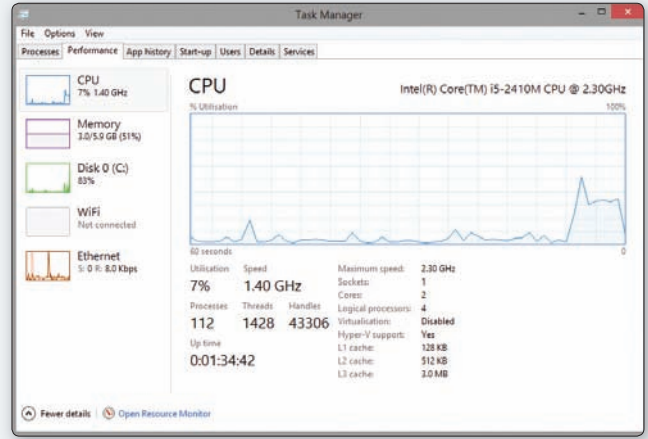 Task Manager
File Options View
Processes Performance App history Start-up Users Details Services
CPU
7% 1.40 GHz
Memory
3.0/5.9 GB (51%)
Disk 0 (C:)
83%
WiFi
Not connected
Ethernet
S: 0 R: 8.0 Kbps
CPU Intel(R) Core(TM) i5-2410M CPU @ 2.30GHz
% Utilisation 100%
60 seconds 0
Utilisation Speed
7% 1.40 GHz
Processes Threads Handles
112 1428 43306
Up time
0:01:34:42
Maximum speed: 2.30 GHz
Sockets: 1
Cores: 2
Logical processors: 4
Virtualisation: Disabled
Hyper-V support: Yes
L1 cache: 128 KB
L2 cache: 512 KB
L3 cache: 3.0 MB
Fewer details Open Resource Monitor